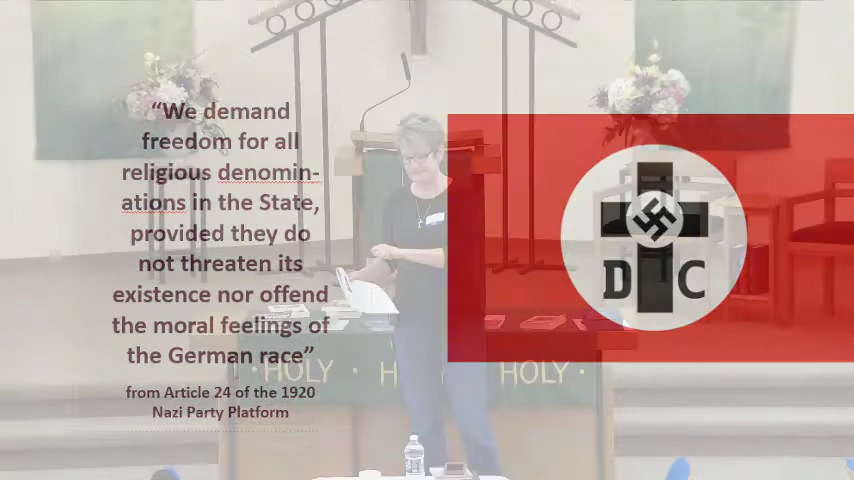 “We demand
freedom for all
religious denomin-
ations in the State,
provided they do
not threaten its
existence nor offend
the moral feelings of
the German race”
from Article 24 of the 1920
Nazi Party Platform
D C
· HOLY · H HOLY ·